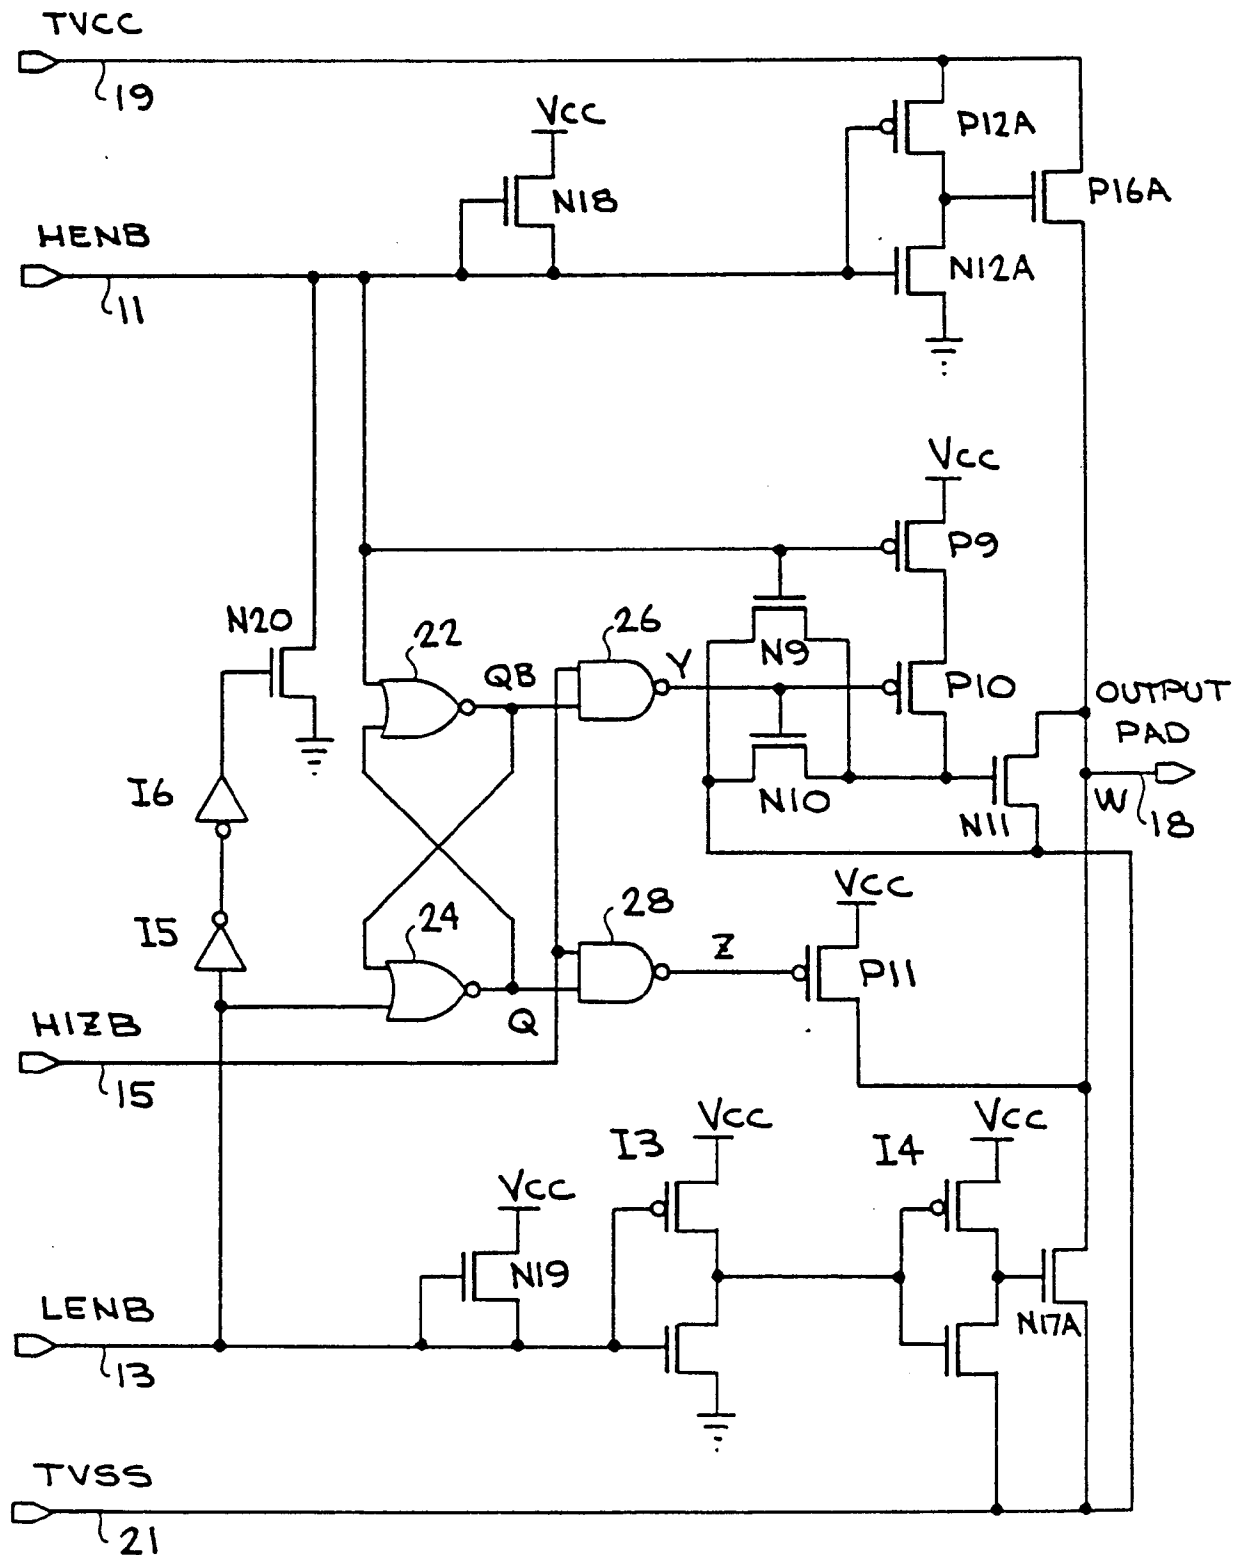 TVCC
19
VCC
P12A
N18
P16A
HENB
N12A
11
VCC
P9
N20
22
26
QB
Y
N9
P10
OUTPUT
PAD
I6
N10
N11
W
18
VCC
I5
24
28
Z
P11
Q
HIZB
15
VCC
VCC
I3
I4
VCC
N19
LENB
N17A
13
TVSS
21